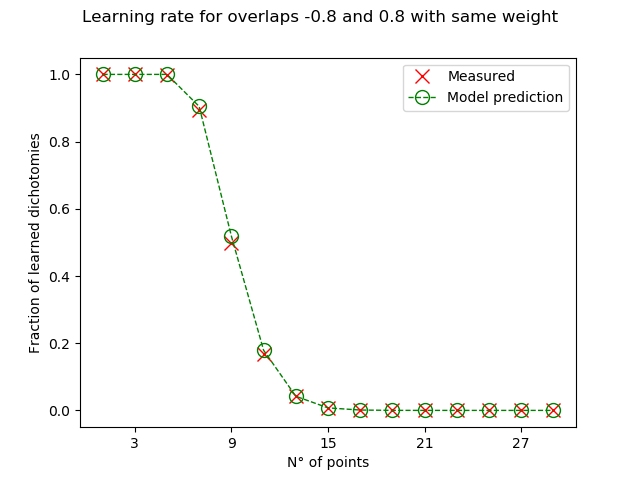 Learning rate for overlaps -0.8 and 0.8 with same weight
Measured
Model prediction
Fraction of learned dichotomies
1.0
0.8
0.6
0.4
0.2
0.0
3 9 15 21 27
N° of points